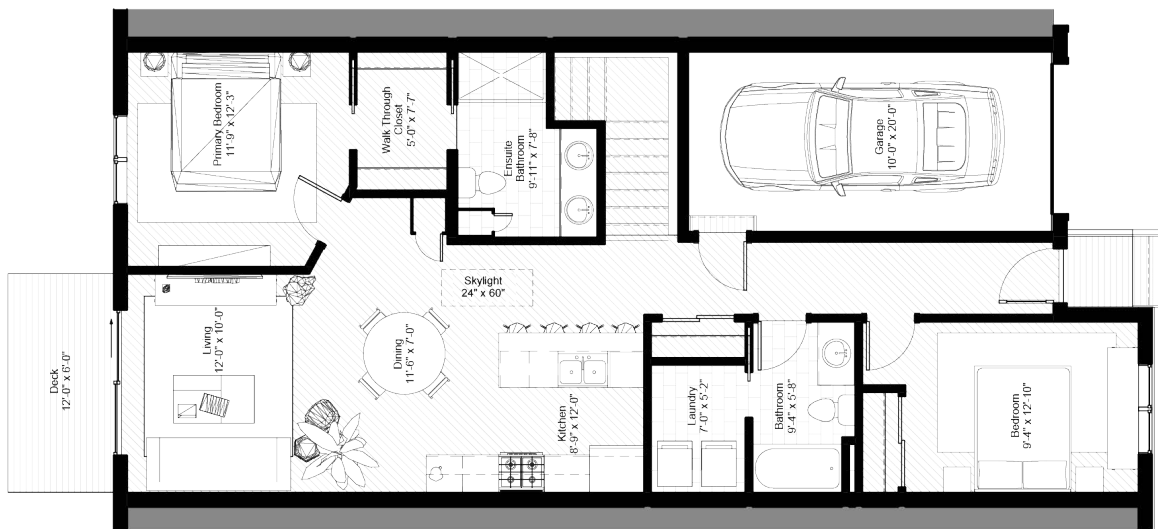 Primary Bedroom
11'-9" x 12'-3"
Walk Through
Closet
5'-0" x 7'-7"
Ensuite
Bathroom
9'-11" x 7'-8"
Garage
10'-0" x 20'-0"
Skylight
24" x 60"
Deck
12'-0" x 6'-0"
Living
12'-0" x 10'-0"
Dining
11'-6" x 7'-0"
Kitchen
8'-9" x 12'-0"
Laundry
7'-0" x 5'-2"
Bathroom
9'-4" x 5'-8"
Bedroom
9'-4" x 12'-10"